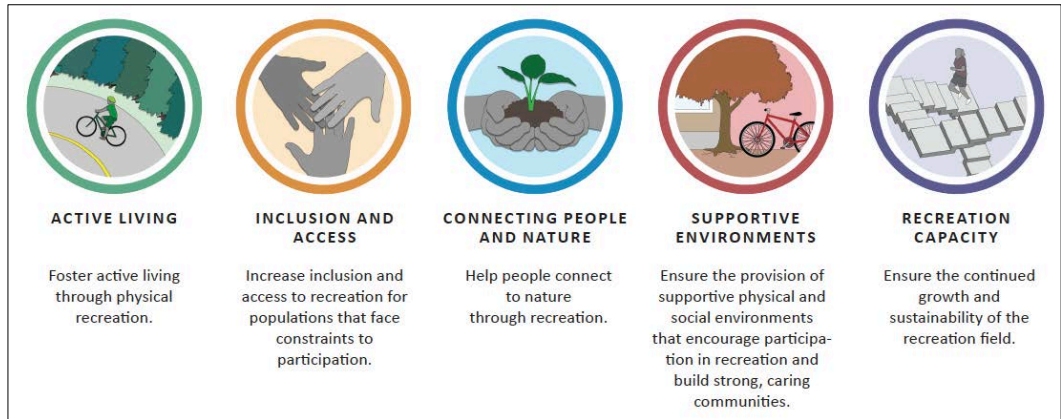 ACTIVE LIVING
Foster active living
through physical
recreation.
INCLUSION AND
ACCESS
Increase inclusion and
access to recreation for
populations that face
constraints to
participation.
CONNECTING PEOPLE
AND NATURE
Help people connect
to nature
through recreation.
SUPPORTIVE
ENVIRONMENTS
Ensure the provision of
supportive physical and
social environments
that encourage participa-
tion in recreation and
build strong, caring
communities.
RECREATION
CAPACITY
Ensure the continued
growth and
sustainability of the
recreation field.